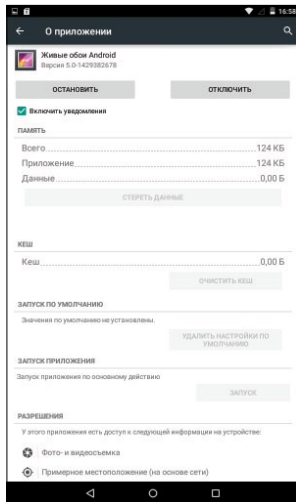 16:58
О приложении
Живые обои Android
Версия 5.0-1429382678
ОСТАНОВИТЬ ОТКЛЮЧИТЬ
Включить уведомления
ПАМЯТЬ
Всего 124 КБ
Приложение 124 КБ
Данные 0,00 Б
СТЕРЕТЬ ДАННЫЕ
КЕШ
Кеш 0,00 Б
ОЧИСТИТЬ КЕШ
ЗАПУСК ПО УМОЛЧАНИЮ
Значения по умолчанию не установлены.
УДАЛИТЬ НАСТРОЙКИ ПО
УМОЛЧАНИЮ
ЗАПУСК ПРИЛОЖЕНИЯ
Запуск приложения по основному действию
ЗАПУСК
РАЗРЕШЕНИЯ
У этого приложения есть доступ к следующей информации на устройстве:
Фото- и видеосъемка
Примерное местоположение (на основе сети)